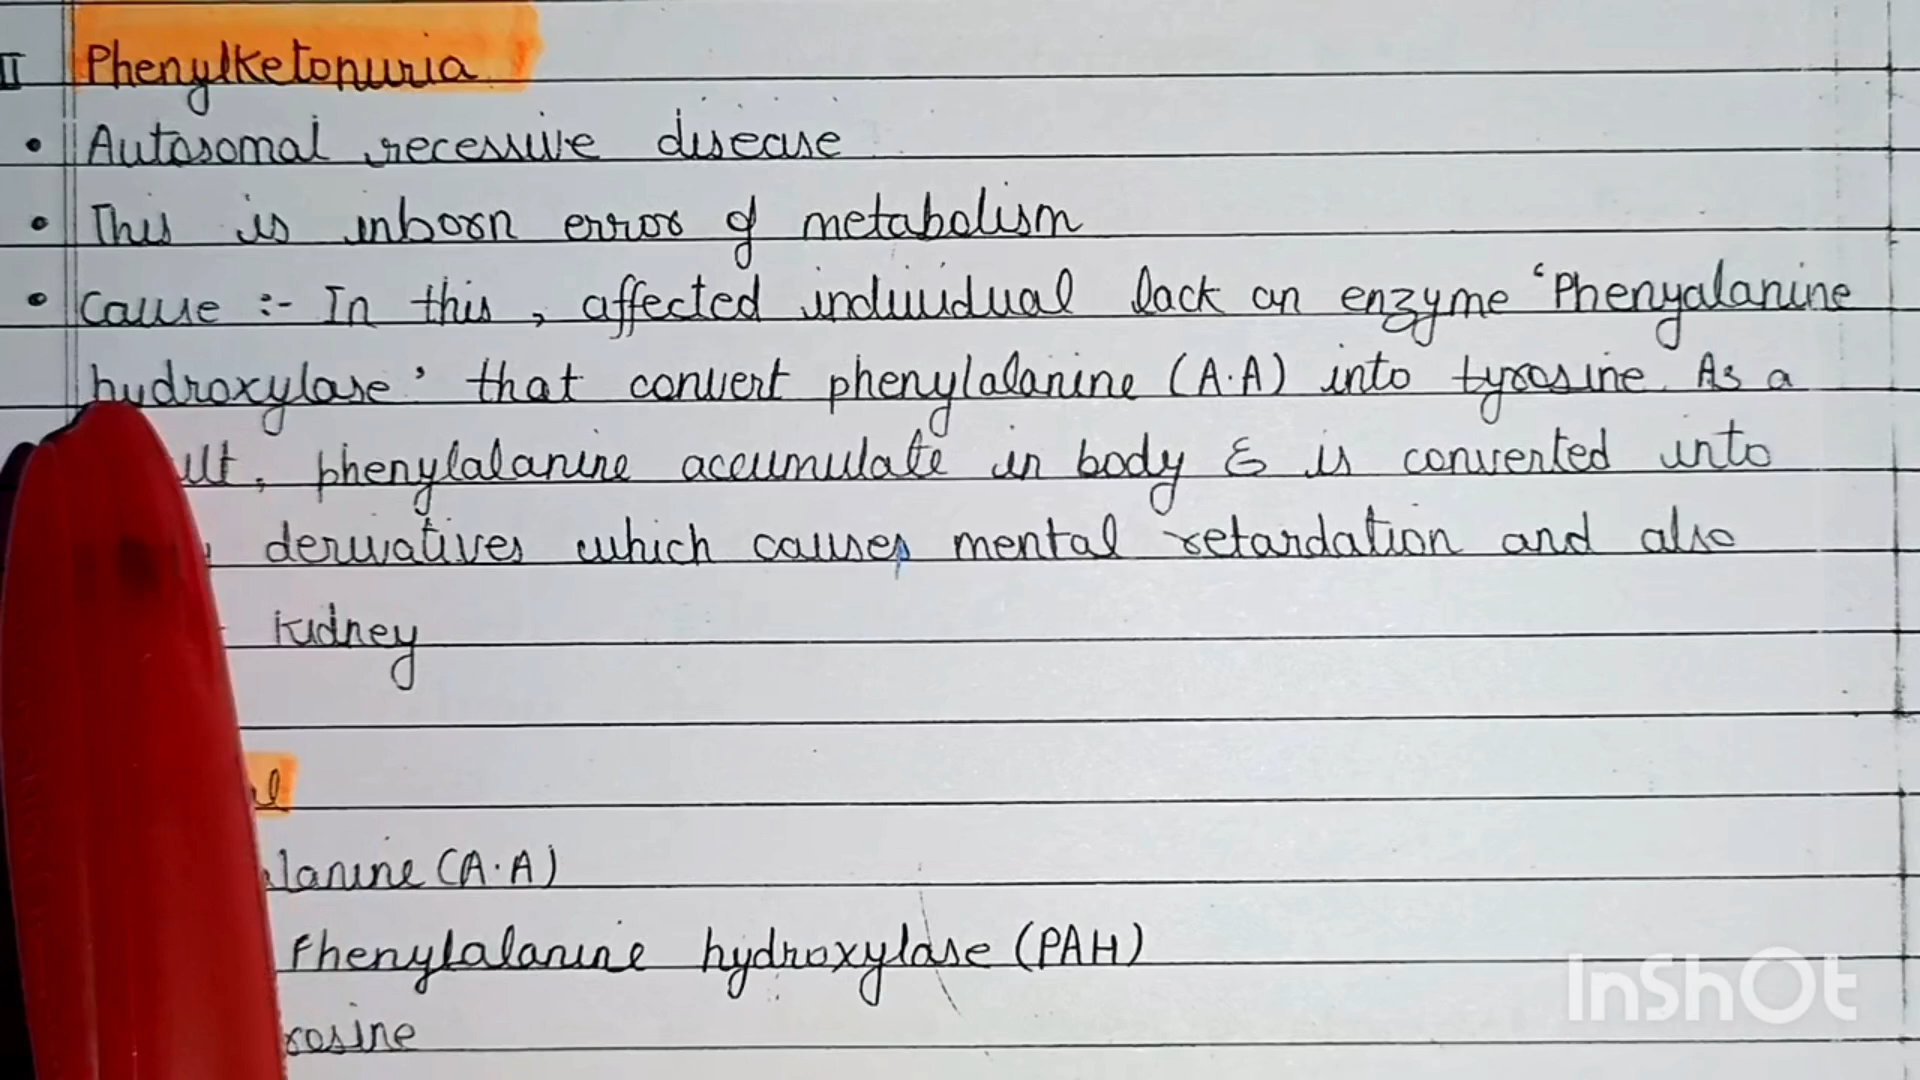 II Phenylketonuria
• Autosomal recessive disease
• This is inborn error of metabolism
• Cause :- In this, affected individual lack an enzyme 'Phenyalanine
hydroxylase' that convert phenylalanine (A.A) into tyrosine. As a
ult, phenylalanine accumulate in body & is converted into
derivatives which causes mental retardation and also
kidney
l
lanine (A.A)
Phenylalanine hydroxylase (PAH)
rosine
InShOt